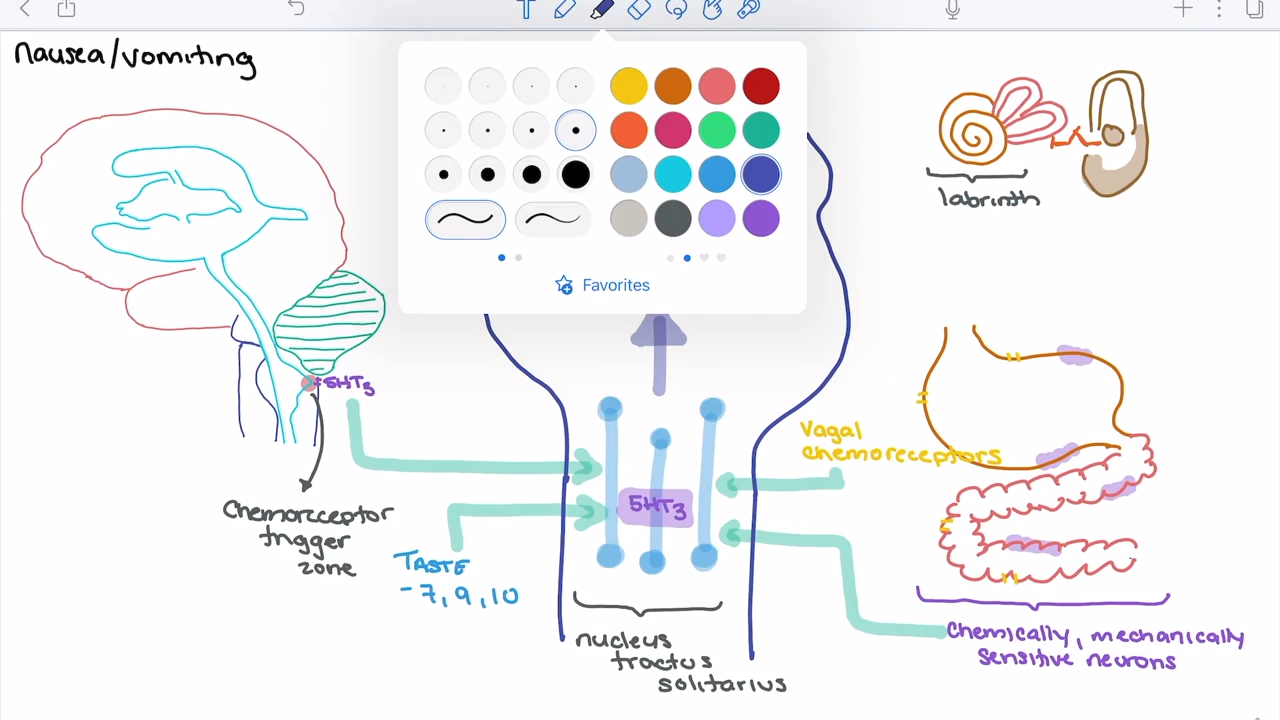 nausea/vomiting
Favorites
labrinth
5HT3
Vagal
chemoreceptors
5HT3
Chemoreceptor
trigger
zone
TASTE
- 7, 9, 10
nucleus
tractus
solitarius
Chemically, mechanically
sensitive neurons